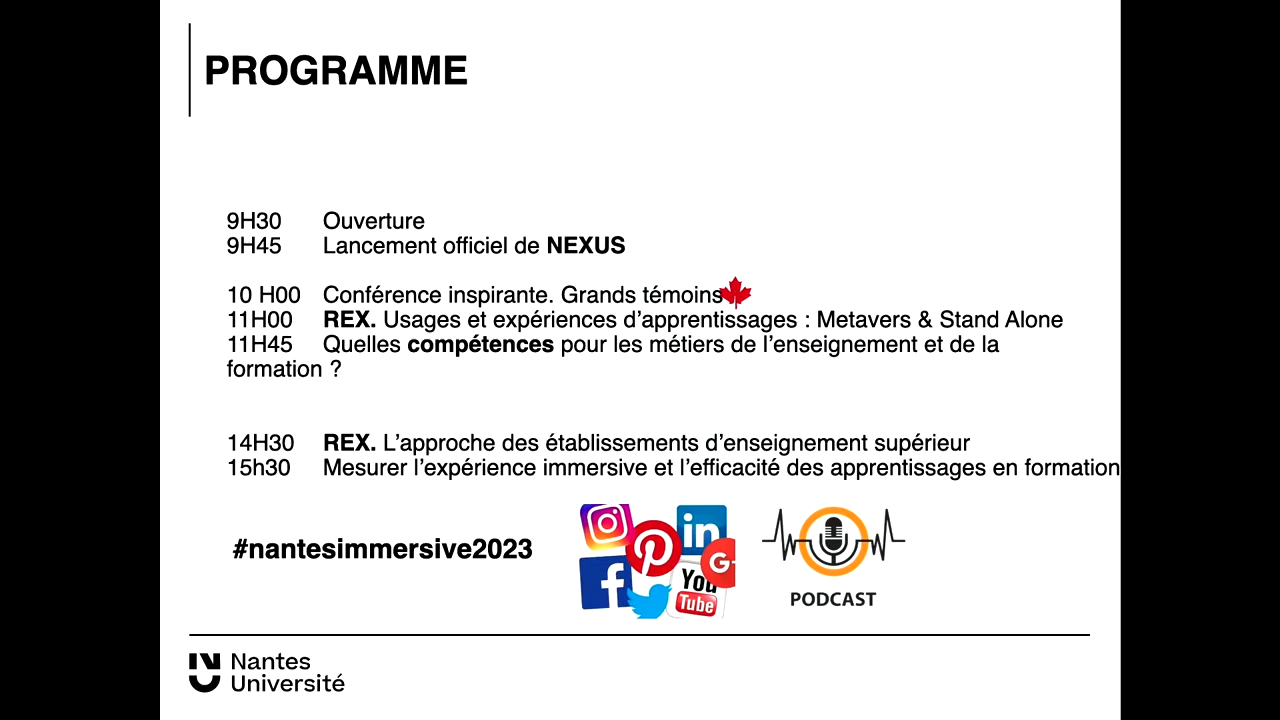 PROGRAMME
9H30 Ouverture
9H45 Lancement officiel de NEXUS
10 H00 Conférence inspirante. Grands témoins
11H00 REX. Usages et expériences d’apprentissages : Metavers & Stand Alone
11H45 Quelles compétences pour les métiers de l’enseignement et de la
formation ?
14H30 REX. L’approche des établissements d’enseignement supérieur
15h30 Mesurer l’expérience immersive et l’efficacité des apprentissages en formation
#nantesimmersive2023
in
G+
You
Tube
PODCAST
Nantes
Université